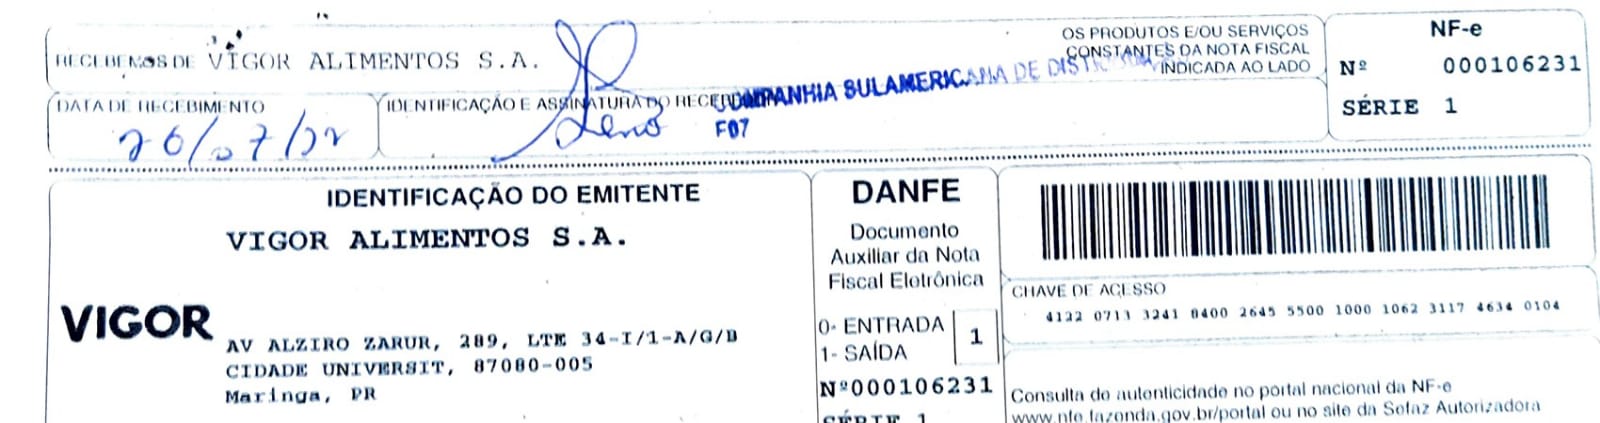 RECEBEMOS DE VIGOR ALIMENTOS S.A.
OS PRODUTOS E/OU SERVIÇOS
CONSTANTES DA NOTA FISCAL
INDICADA AO LADO
NF-e
Nº 000106231
SÉRIE 1
DATA DE RECEBIMENTO
26/07/22
IDENTIFICAÇÃO E ASSINATURA DO
COMPANHIA SULAMERICANA DE
F07
IDENTIFICAÇÃO DO EMITENTE
VIGOR ALIMENTOS S.A.
VIGOR
AV ALZIRO ZARUR, 289, LTE 34-I/1-A/G/B
CIDADE UNIVERSIT, 87080-005
Maringa, PR
DANFE
Documento
Auxiliar da Nota
Fiscal Eletrônica
0- ENTRADA
1- SAÍDA
1
Nº000106231
SÉRIE 1
CHAVE DE ACESSO
4122 0713 3241 8400 2645 5500 1000 1062 3117 4634 0104
Consulta de autenticidade no portal nacional da NF-e
www.nfe.fazenda.gov.br/portal ou no site da Sefaz Autorizadora